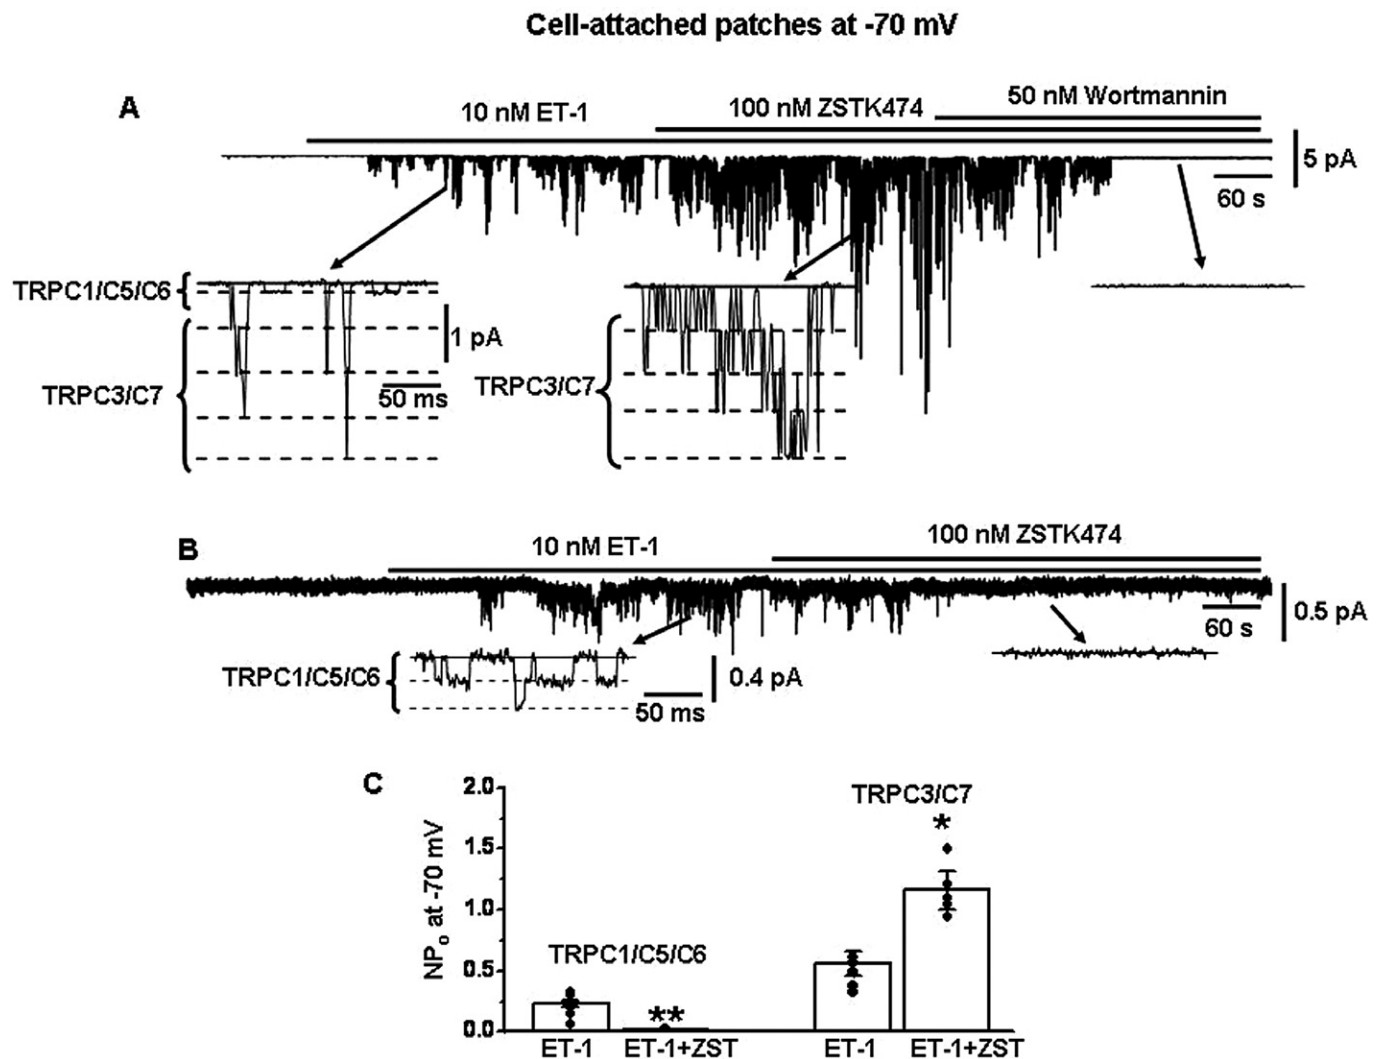 Cell-attached patches at -70 mV
A
10 nM ET-1
100 nM ZSTK474
50 nM Wortmannin
5 pA
60 s
TRPC1/C5/C6
1 pA
50 ms
TRPC3/C7
TRPC3/C7
B
10 nM ET-1
100 nM ZSTK474
0.5 pA
60 s
TRPC1/C5/C6
0.4 pA
50 ms
C
NPo at -70 mV
2.0
1.5
1.0
0.5
0.0
TRPC1/C5/C6
**
TRPC3/C7
*
ET-1
ET-1+ZST
ET-1
ET-1+ZST